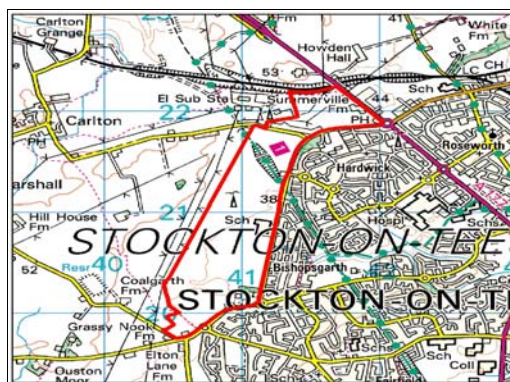 Carlton
Grange
Fm
Howden
Hall
41
White
Fm
53
El Sub Sta
Summerville
Fm
44
Sch
L C
CH
22
PH
Carlton
PH
Roseworth
Hardwick
arshall
38
21
Hill House
Fm
Sch
Hospl
Schs
STOCKTON-ON-TEE
52
Resr
40
Coalgarth
Fm
41
Bishopsgarth
STOCKTON ON T
Grassy Nook
Fm
Elton
Lane
Fm
Ouston
Moor
Sch
Coll
Sch